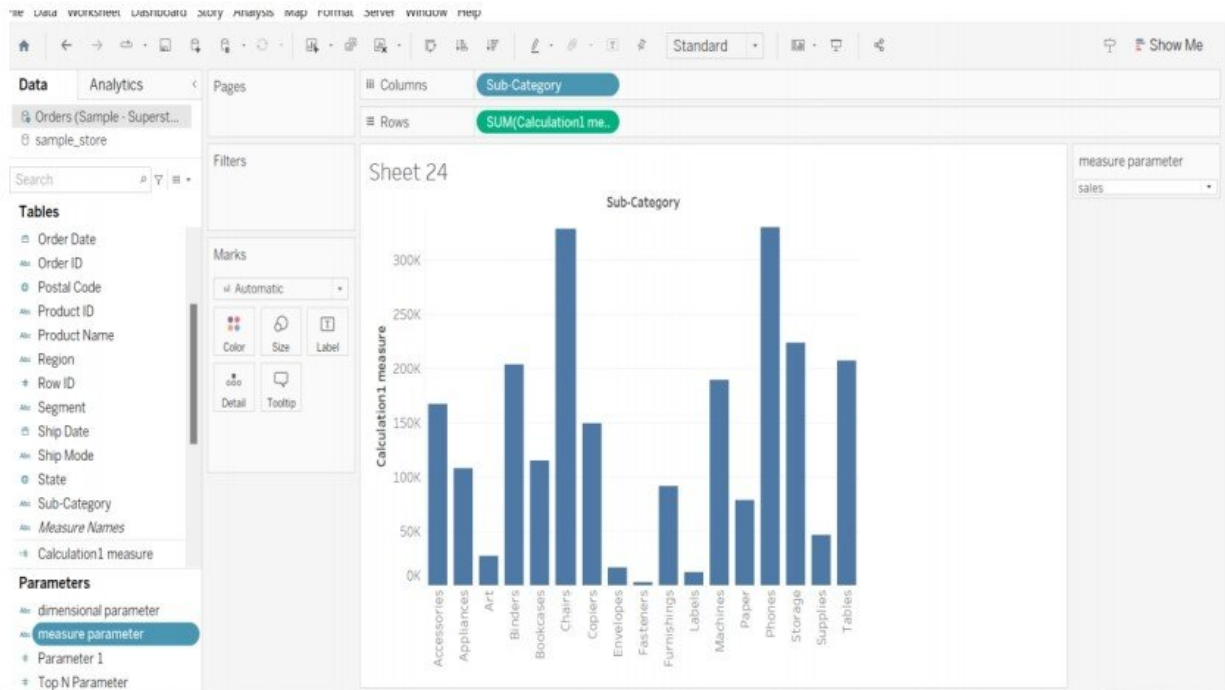 File Data Worksheet Dashboard Story Analysis Map Format Server Window Help
Standard
Show Me
Data Analytics
Orders (Sample - Superst...
sample_store
Search
Tables
Order Date
Order ID
Postal Code
Product ID
Product Name
Region
Row ID
Segment
Ship Date
Ship Mode
State
Sub-Category
Measure Names
Calculation1 measure
Parameters
dimensional parameter
measure parameter
Parameter 1
Top N Parameter
Pages
Filters
Marks
Automatic
Color Size Label
Detail Tooltip
Columns Sub-Category
Rows SUM(Calculation1 me..
Sheet 24
Sub-Category
Calculation1 measure
300K
250K
200K
150K
100K
50K
0K
Accessories
Appliances
Art
Binders
Bookcases
Chairs
Copiers
Envelopes
Fasteners
Furnishings
Labels
Machines
Paper
Phones
Storage
Supplies
Tables
measure parameter
sales